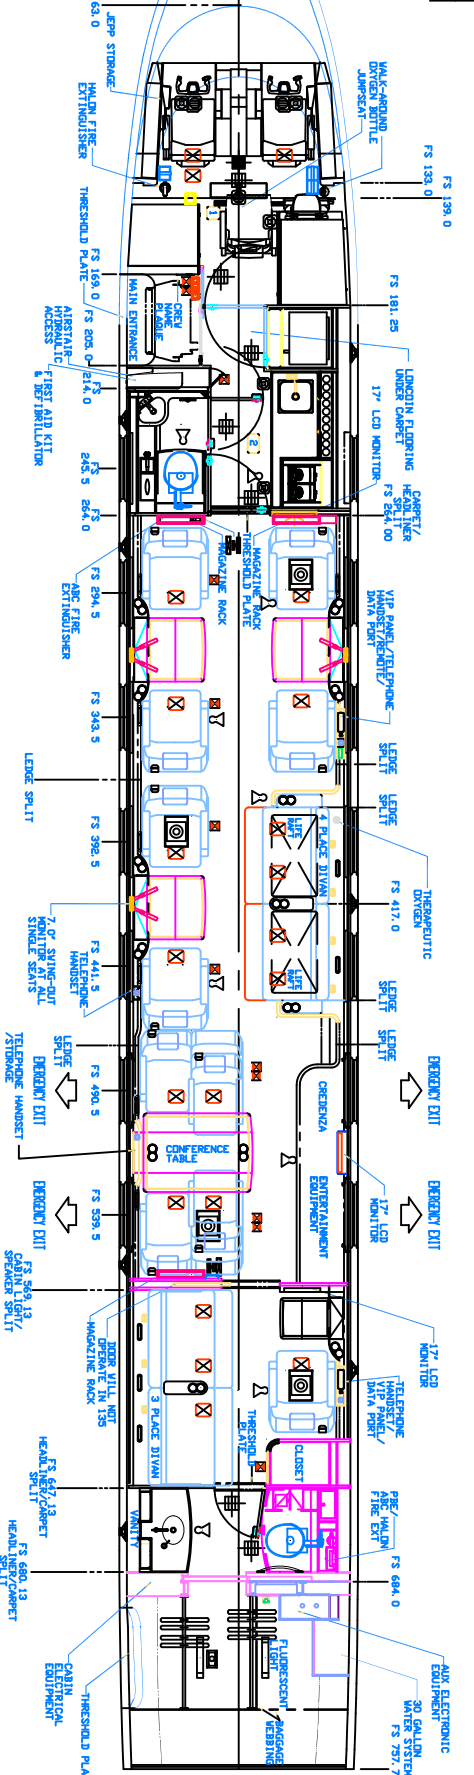 63.0
JEPP STORAGE
HALON FIRE
EXTINGUISHER
WALK-AROUND
OXYGEN BOTTLE
JUMPSEAT
FS 133.0
FS 139.0
THRESHOLD PLATE
FS 169.0
MAIN ENTRANCE
CREW
NAME
PLAQUE
1
FS 181.25
FS 205.0
AIRSTAIR
HYDRAULIC
ACCESS
FS
214.0
FIRST AID KIT
& DEFIBRILLATOR
LONCOIN FLOORING
UNDER CARPET
17" LCD MONITOR
2
FS
245.5
FS
264.0
CARPET/
HEADLINER
SPLIT
FS 264.00
MAGAZINE RACK
THRESHOLD PLATE
MAGAZINE RACK
ABC FIRE
EXTINGUISHER
FS 294.5
VIP PANEL/TELEPHONE
HANDSET/REMOTE/
DATA PORT
FS 343.5
LEDGE
SPLIT
LEDGE SPLIT
LEDGE
SPLIT
4 PLACE DIVAN
LIFE
RAFT
LIFE
RAFT
FS 392.5
THERAPEUTIC
OXYGEN
FS 417.0
7.0" SWING-OUT
MONITOR AT ALL
SINGLE SEATS
FS 441.5
TELEPHONE
HANDSET
LEDGE
SPLIT
LEDGE
SPLIT
LEDGE
SPLIT
FS 490.5
TELEPHONE HANDSET
/STORAGE
EMERGENCY EXIT
EMERGENCY EXIT
CREDENZA
CONFERENCE
TABLE
ENTERTAINMENT
EQUIPMENT
17" LCD
MONITOR
EMERGENCY EXIT
EMERGENCY EXIT
FS 539.5
FS 569.13
CABIN LIGHT/
SPEAKER SPLIT
DOOR WILL NOT
OPERATE IN 135
MAGAZINE RACK
17" LCD
MONITOR
TELEPHONE
HANDSET/
VIP PANEL/
DATA PORT
3 PLACE DIVAN
THRESHOLD
PLATE
CLOSET
FS 647.13
HEADLINER/CARPET
SPLIT
VANITY
PBE/
ABC HALON
FIRE EXT
FS 680.13
HEADLINER/CARPET
SPLIT
FS 684.0
CABIN
ELECTRICAL
EQUIPMENT
THRESHOLD PLA
FLUORESCENT
LIGHT
BAGGAGE
WEBBING
AUX ELECTRONIC
EQUIPMENT
30 GALLON
WATER SYSTEM
FS 757.7